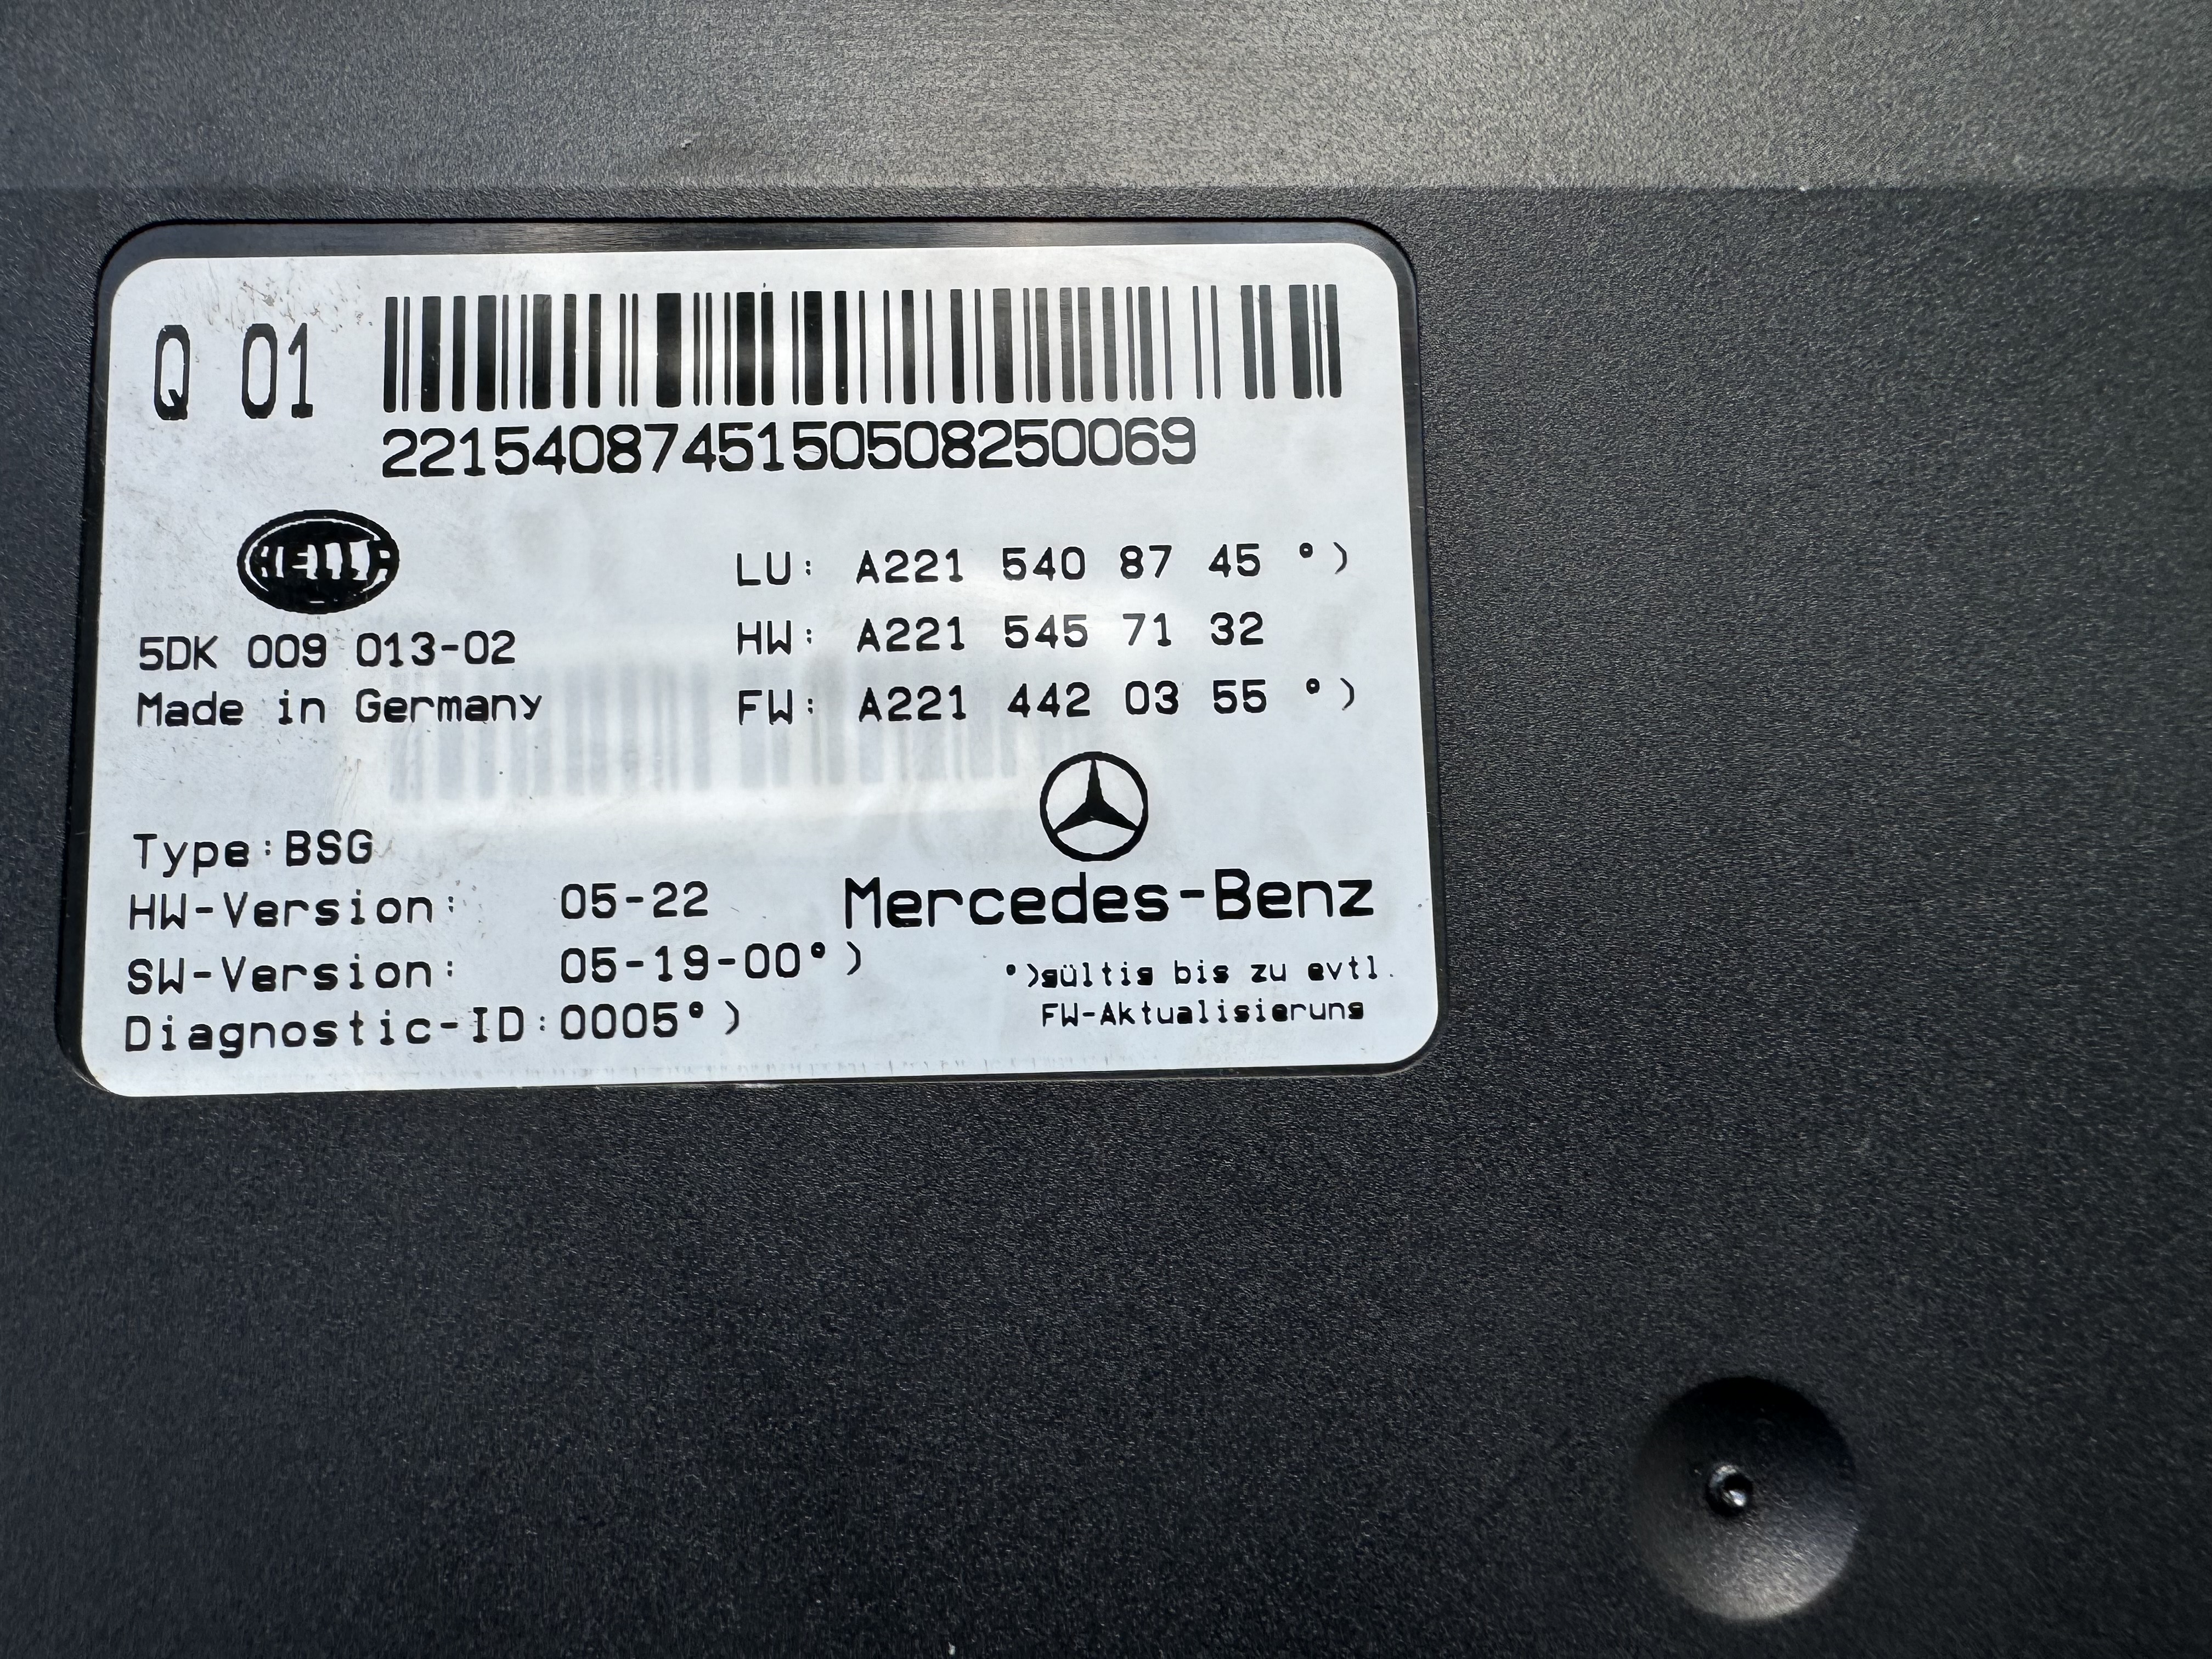 Q 01
2215408745150508250069
HELLA
LU: A221 540 87 45 °)
5DK 009 013-02
HW: A221 545 71 32
Made in Germany
FW: A221 442 03 55 °)
Type:BSG
HW-Version: 05-22
Mercedes-Benz
SW-Version: 05-19-00°)
°)gültig bis zu evtl.
Diagnostic-ID:0005°)
FW-Aktualisierung